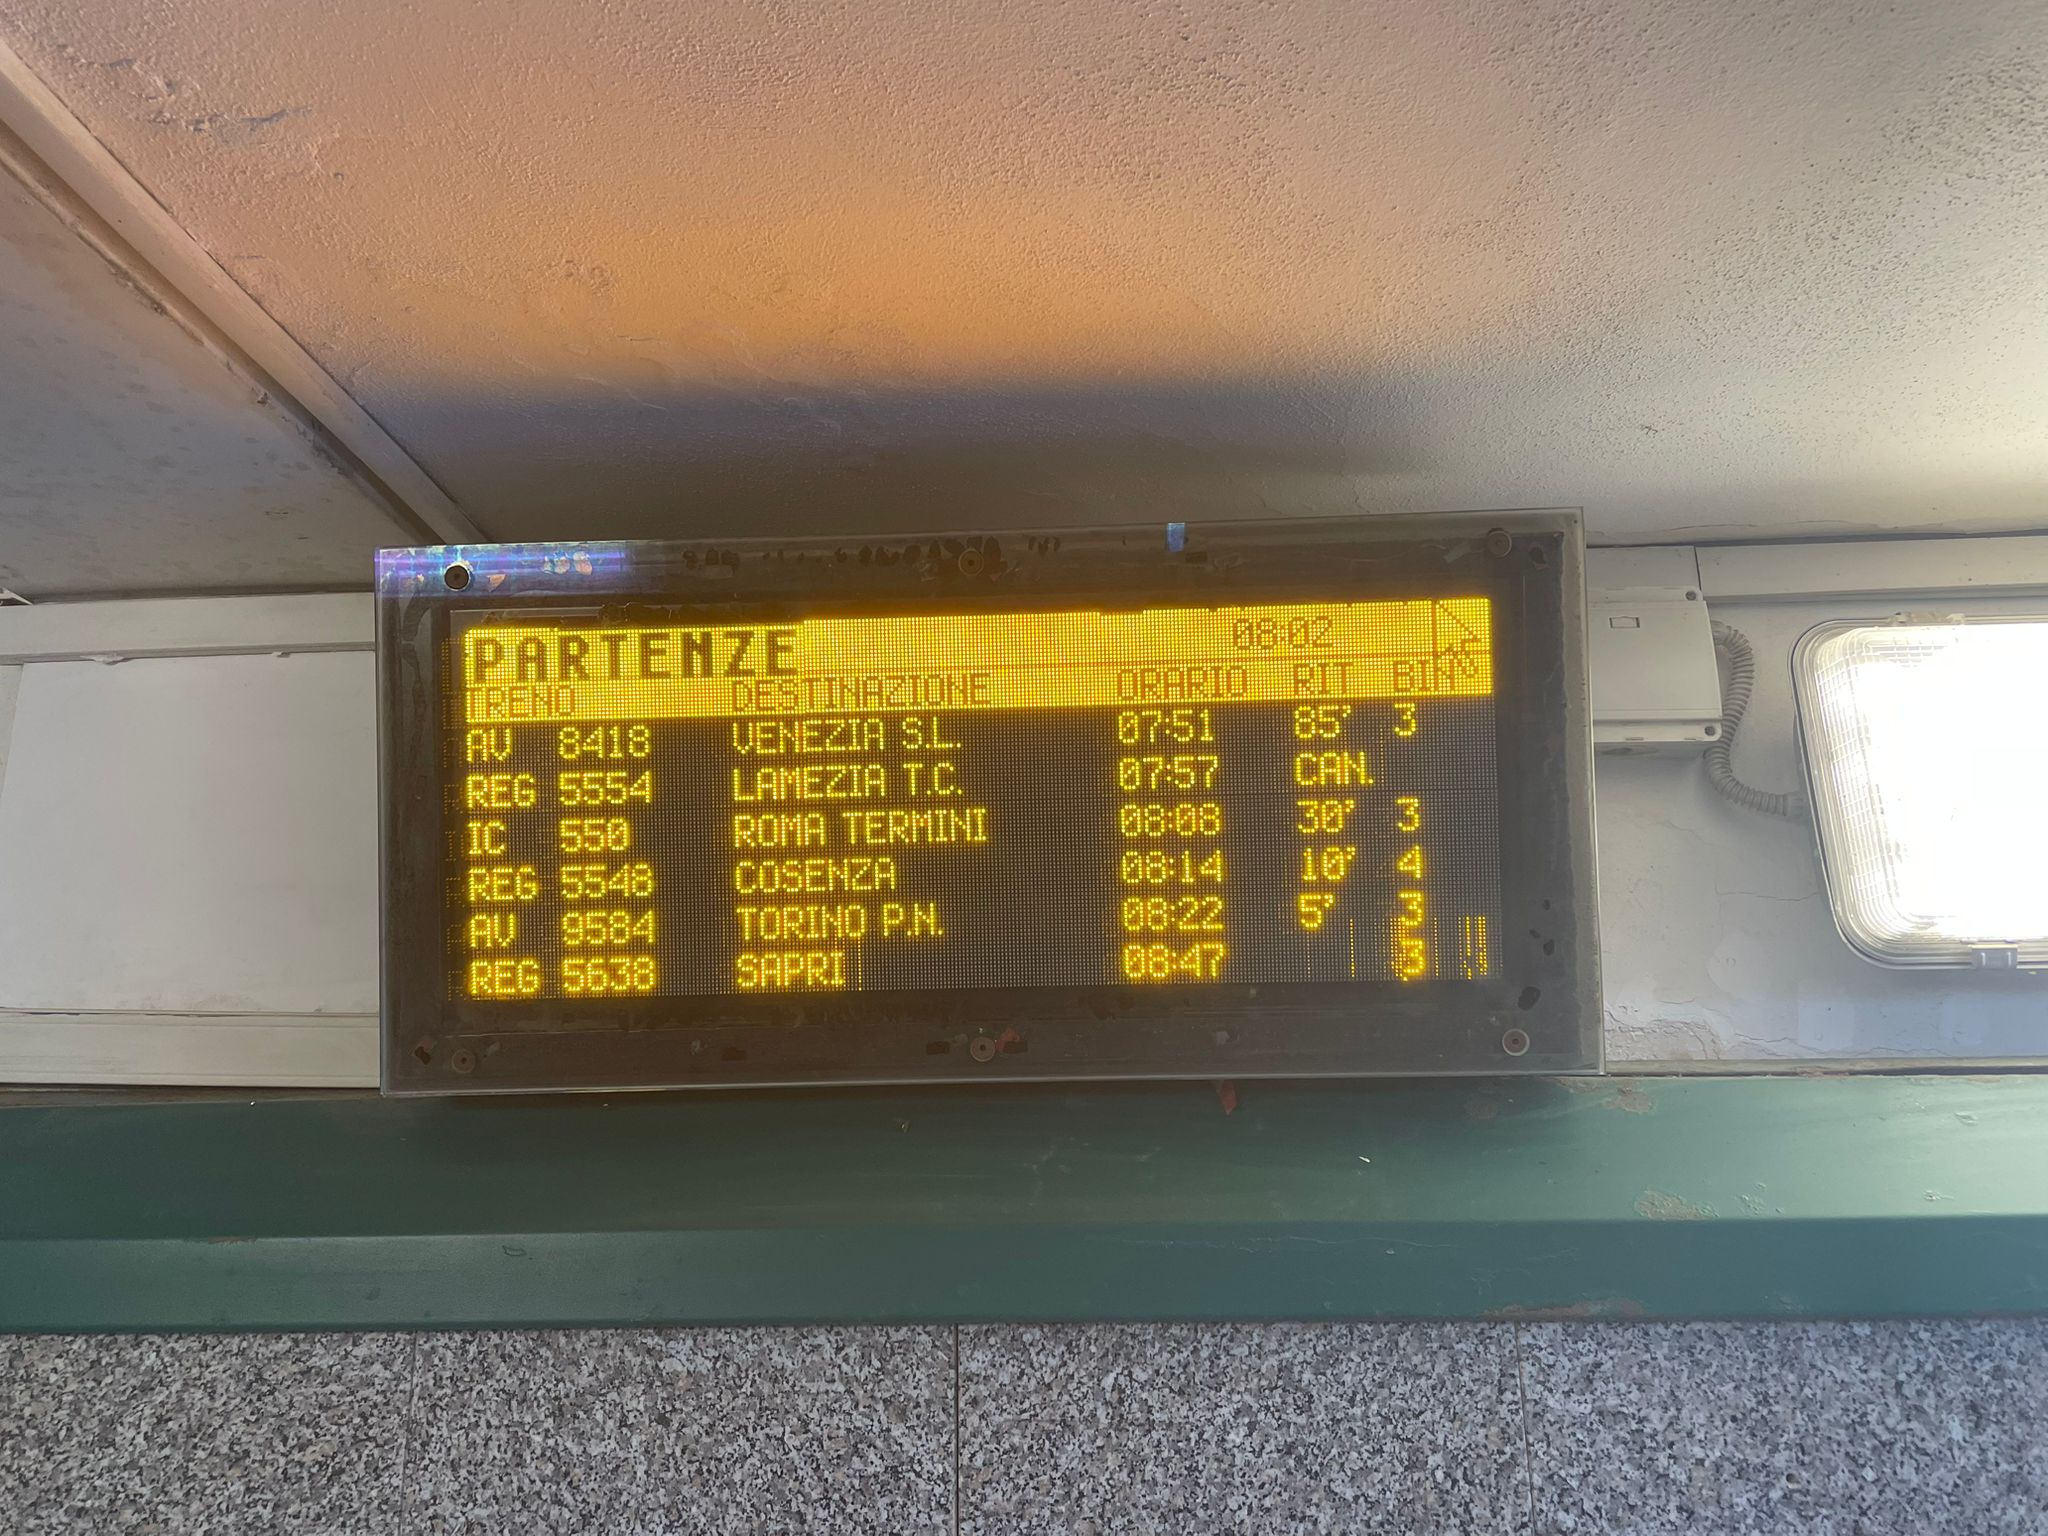 PARTENZE 08:02
TRENO DESTINAZIONE ORARIO RIT BIN
AV 8418 VENEZIA S.L. 07:51 85' 3
REG 5554 LAMEZIA T.C. 07:57 CAN.
IC 550 ROMA TERMINI 08:08 30' 3
REG 5548 COSENZA 08:14 10' 4
AV 9584 TORINO P.N. 08:22 5' 3
REG 5638 SAPRI 08:47 3